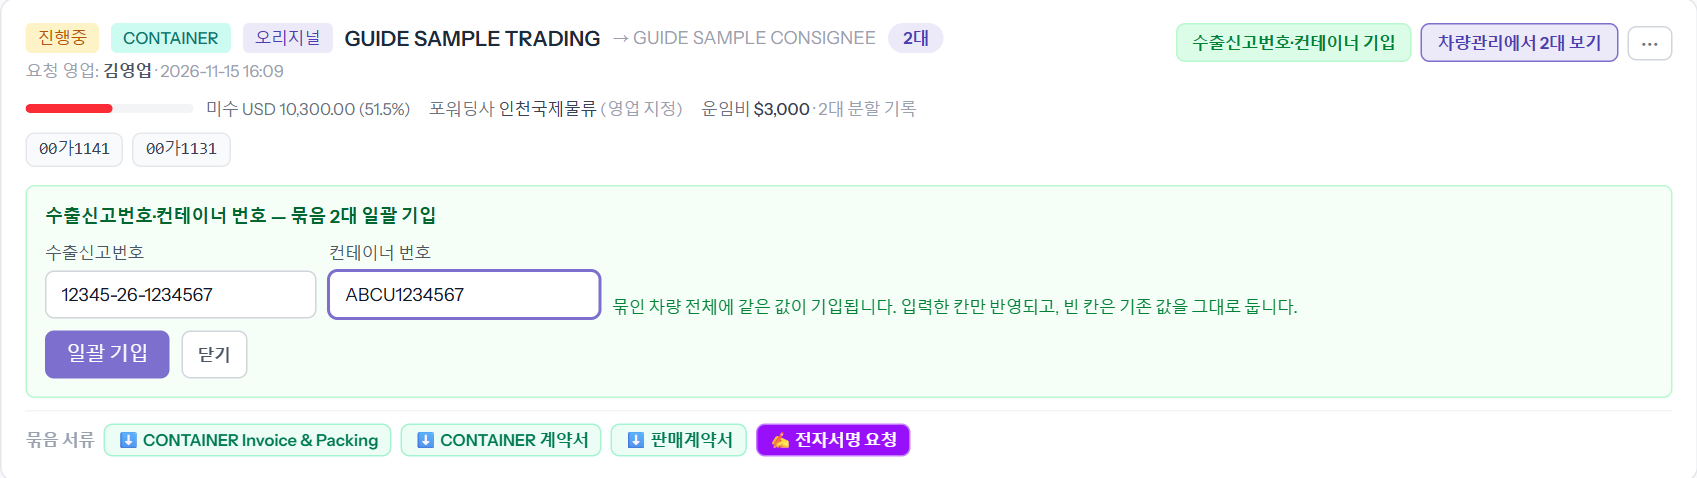 진행중 CONTAINER 오리지널 GUIDE SAMPLE TRADING → GUIDE SAMPLE CONSIGNEE 2대 수출신고번호·컨테이너 기입 차량관리에서 2대 보기 ···
요청 영업: 김영업 · 2026-11-15 16:09
미수 USD 10,300.00 (51.5%) 포워딩사 인천국제물류 (영업 지정) 운임비 $3,000 · 2대 분할 기록
00가1141 00가1131
수출신고번호·컨테이너 번호 — 묶음 2대 일괄 기입
수출신고번호 컨테이너 번호
12345-26-1234567 ABCU1234567 묶인 차량 전체에 같은 값이 기입됩니다. 입력한 칸만 반영되고, 빈 칸은 기존 값을 그대로 둡니다.
일괄 기입 닫기
묶음 서류 ⬇️ CONTAINER Invoice & Packing ⬇️ CONTAINER 계약서 ⬇️ 판매계약서 ✍️ 전자서명 요청